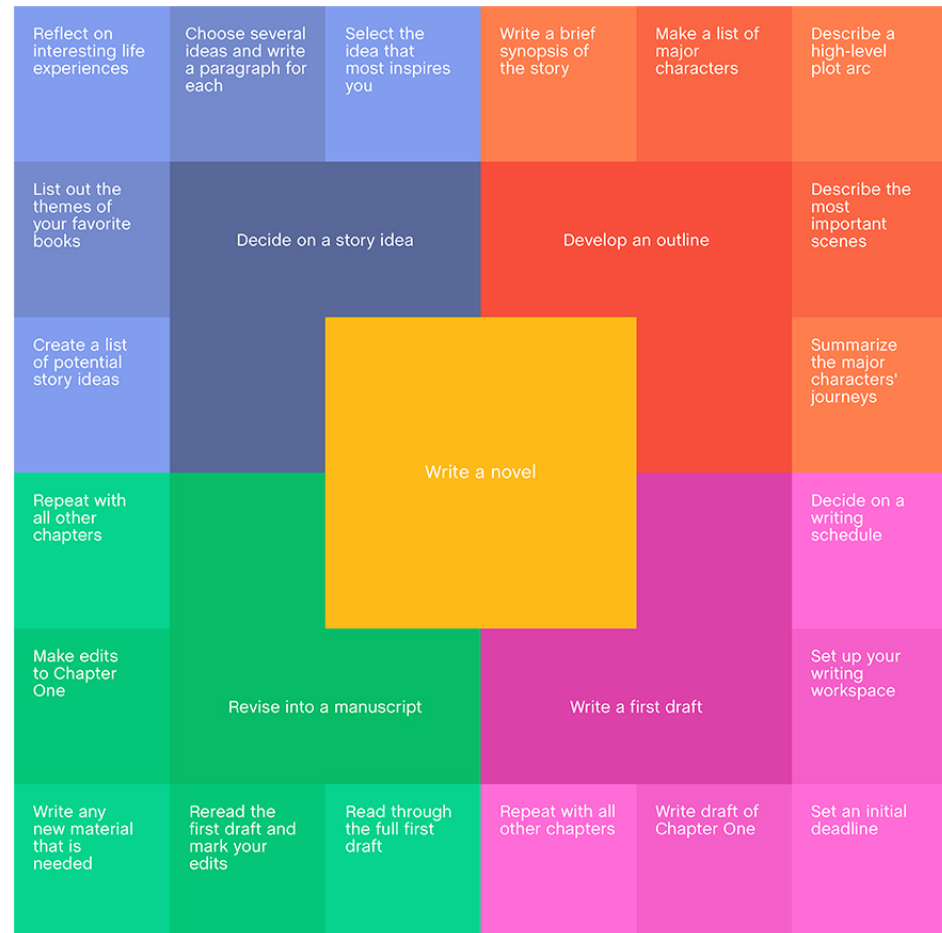 Reflect on
interesting life
experiences
Choose several
ideas and write
a paragraph for
each
Select the
idea that
most inspires
you
Write a brief
synopsis of
the story
Make a list of
major
characters
Describe a
high-level
plot arc
List out the
themes of
your favorite
books
Decide on a story idea
Develop an outline
Describe the
most
important
scenes
Create a list
of potential
story ideas
Summarize
the major
characters'
journeys
Write a novel
Repeat with
all other
chapters
Decide on a
writing
schedule
Make edits
to Chapter
One
Revise into a manuscript
Write a first draft
Set up your
writing
workspace
Write any
new material
that is
needed
Reread the
first draft and
mark your
edits
Read through
the full first
draft
Repeat with all
other chapters
Write draft of
Chapter One
Set an initial
deadline